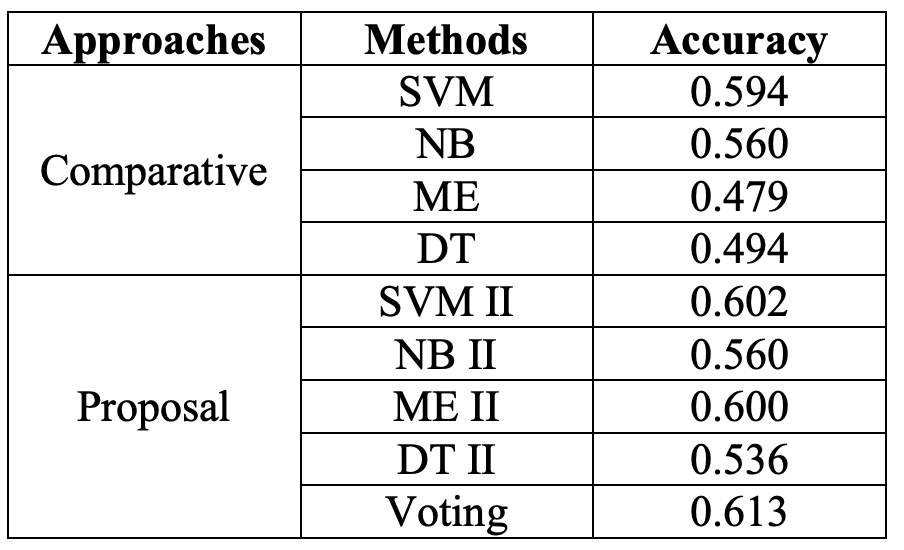 Approaches Methods Accuracy
Comparative
SVM 0.594
NB 0.560
ME 0.479
DT 0.494
Proposal
SVM II 0.602
NB II 0.560
ME II 0.600
DT II 0.536
Voting 0.613